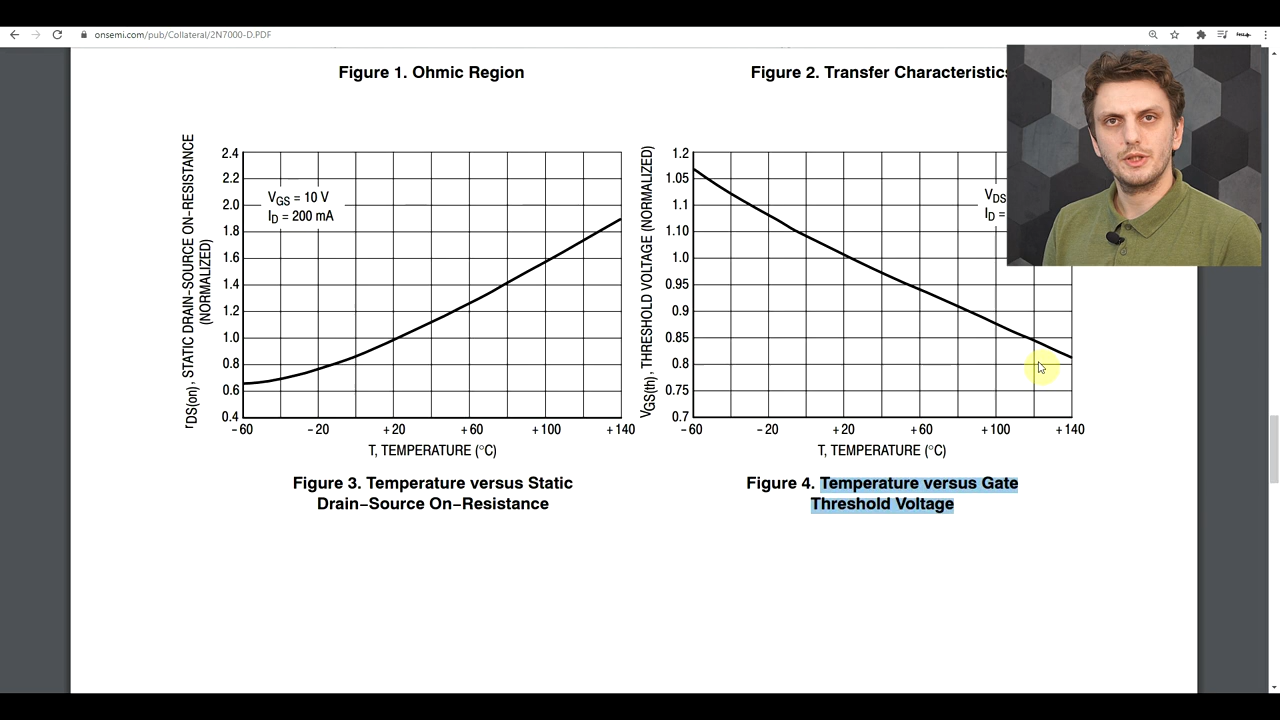 onsemi.com/pub/Collateral/2N7000-D.PDF
Figure 1. Ohmic Region
Figure 2. Transfer Characteristics
rDS(on), STATIC DRAIN−SOURCE ON−RESISTANCE
(NORMALIZED)
2.4
2.2
2.0
1.8
1.6
1.4
1.2
1.0
0.8
0.6
0.4
VGS = 10 V
ID = 200 mA
-60
-20
+20
+60
+100
+140
T, TEMPERATURE (°C)
Figure 3. Temperature versus Static
Drain−Source On−Resistance
VGS(th), THRESHOLD VOLTAGE (NORMALIZED)
1.2
1.05
1.1
1.10
1.0
0.95
0.9
0.85
0.8
0.75
0.7
VDS
ID =
-60
-20
+20
+60
+100
+140
T, TEMPERATURE (°C)
Figure 4. Temperature versus Gate
Threshold Voltage